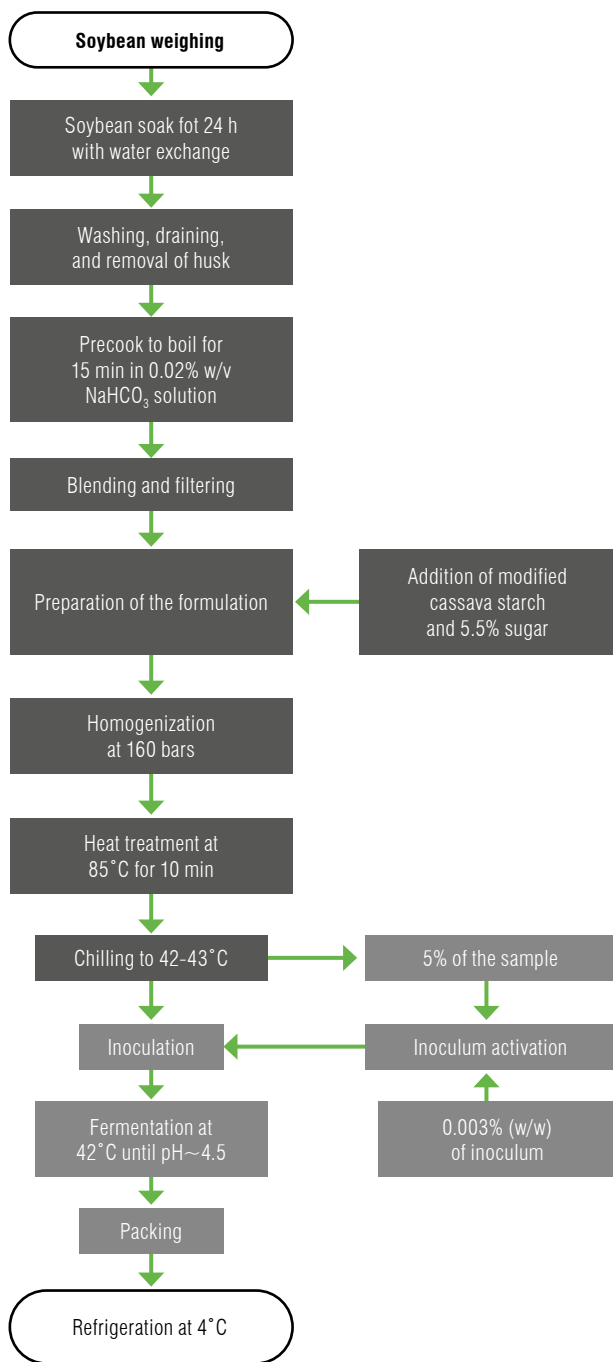 Soybean weighing
Soybean soak fot 24 h
with water exchange
Washing, draining,
and removal of husk
Precook to boil for
15 min in 0.02% w/v
NaHCO₃ solution
Blending and filtering
Preparation of the formulation
Addition of modified
cassava starch
and 5.5% sugar
Homogenization
at 160 bars
Heat treatment at
85˚C for 10 min
Chilling to 42-43˚C
5% of the sample
Inoculation
Inoculum activation
Fermentation at
42˚C until pH~4.5
0.003% (w/w)
of inoculum
Packing
Refrigeration at 4˚C